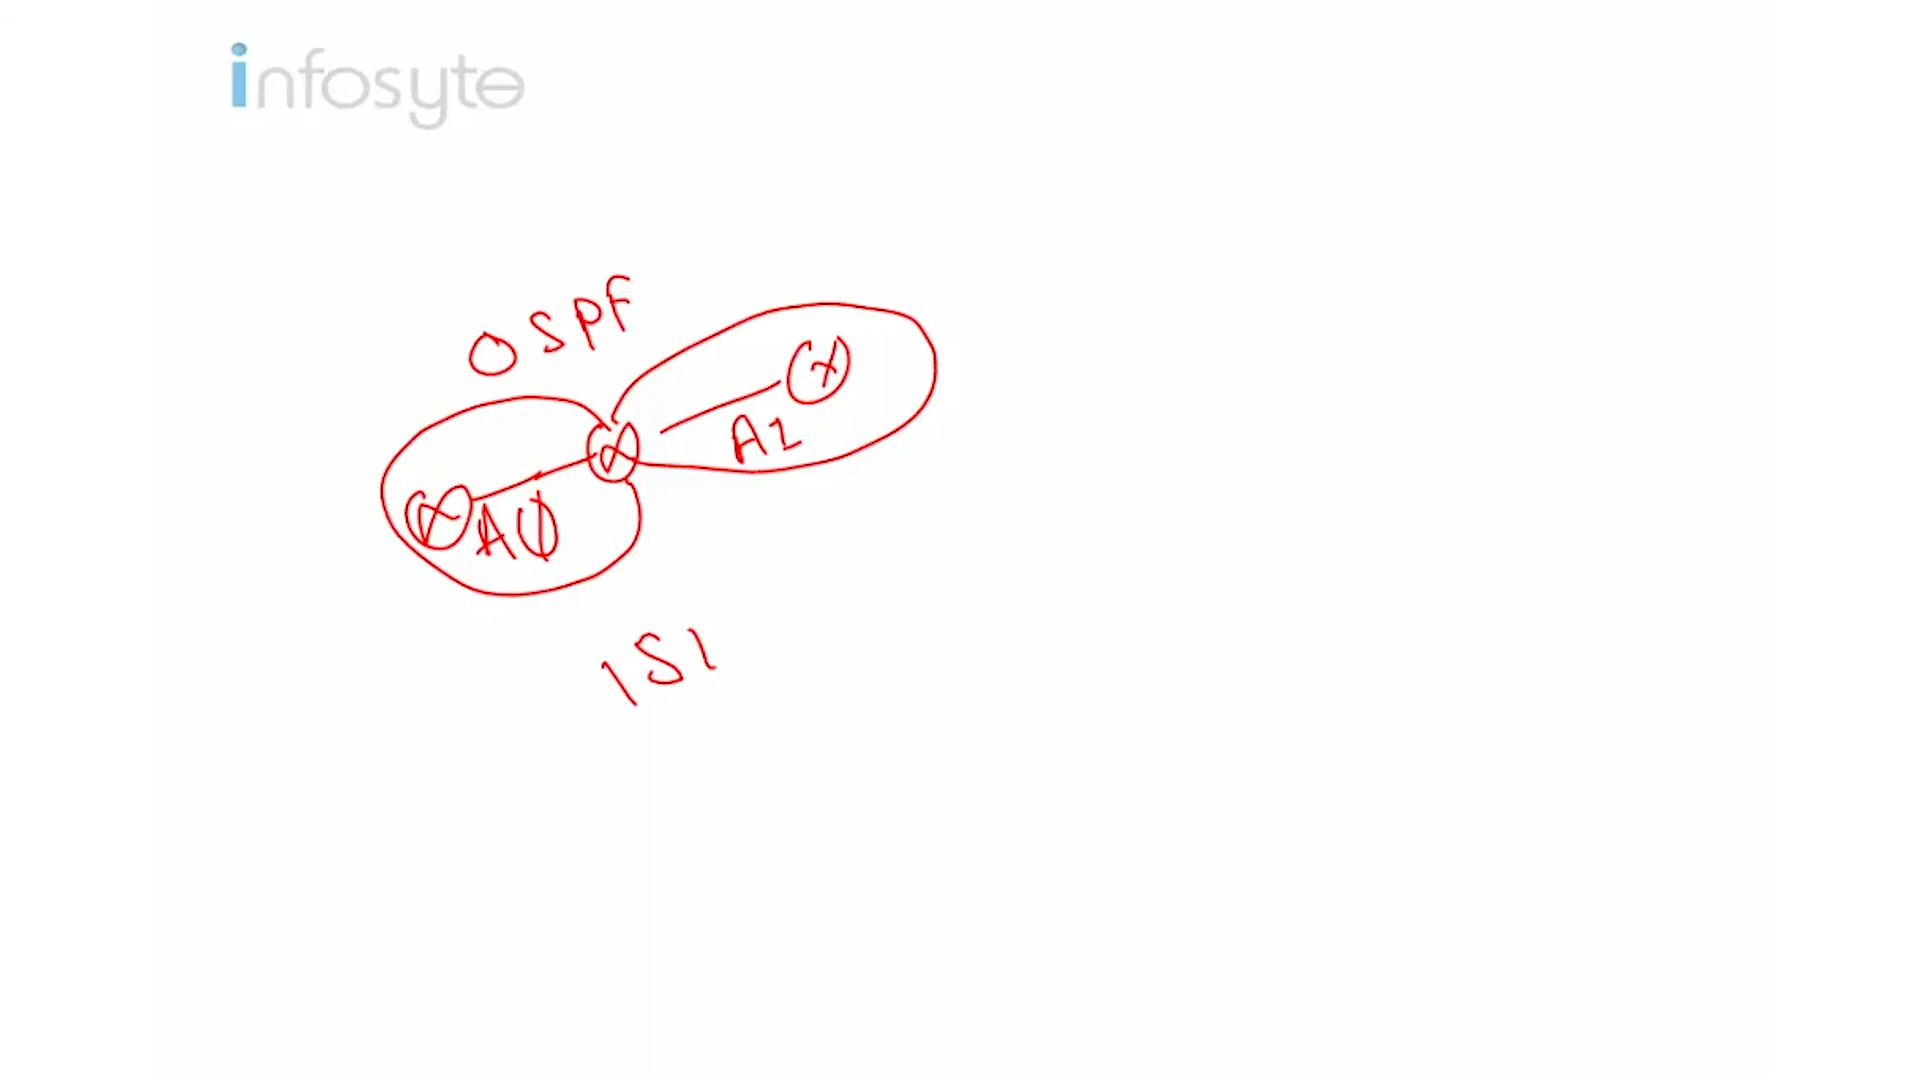 infosyte
OSPF
A1
A0
ISI